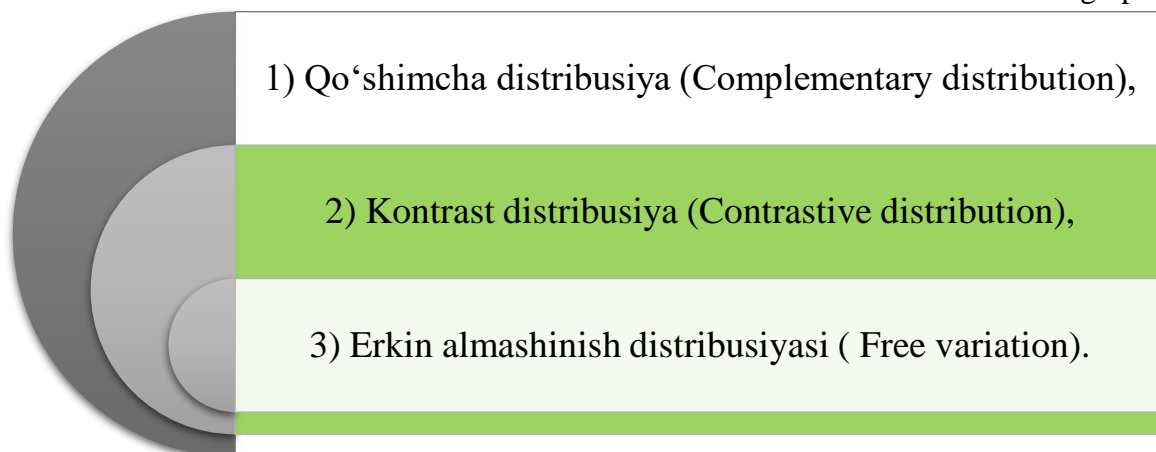 1) Qo‘shimcha distribusiya (Complementary distribution),
2) Kontrast distribusiya (Contrastive distribution),
3) Erkin almashinish distribusiyasi ( Free variation).